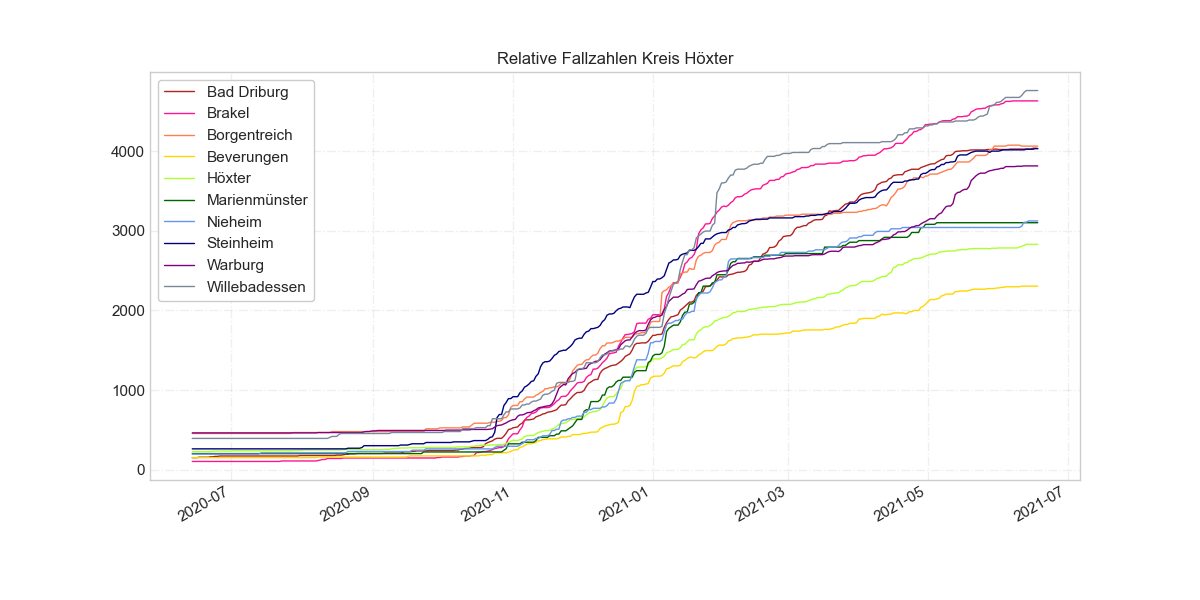 Relative Fallzahlen Kreis Höxter
Bad Driburg
Brakel
Borgentreich
Beverungen
Höxter
Marienmünster
Nieheim
Steinheim
Warburg
Willebadessen
4000
3000
2000
1000
0
2020-07
2020-09
2020-11
2021-01
2021-03
2021-05
2021-07